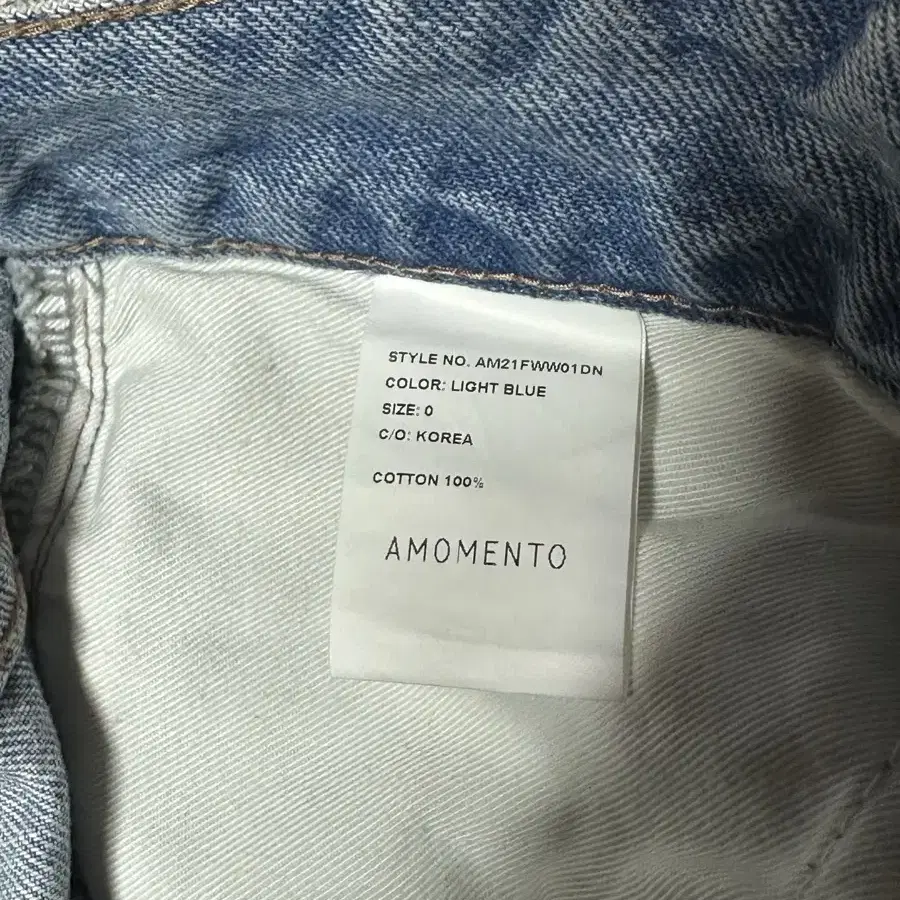 STYLE NO. AM21FWW01DN
COLOR: LIGHT BLUE
SIZE: 0
C/O: KOREA
COTTON 100%
AMOMENTO